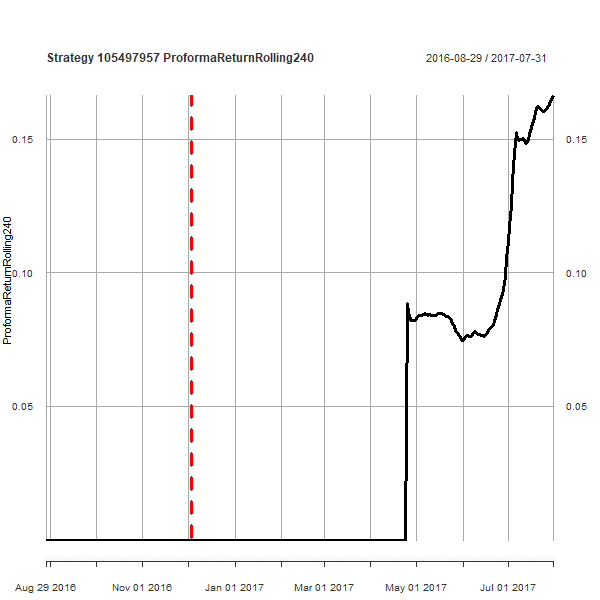 Strategy 105497957 ProformaReturnRolling240
2016-08-29 / 2017-07-31
ProformaReturnRolling240
0.15
0.15
0.10
0.10
0.05
0.05
Aug 29 2016
Nov 01 2016
Jan 01 2017
Mar 01 2017
May 01 2017
Jul 01 2017